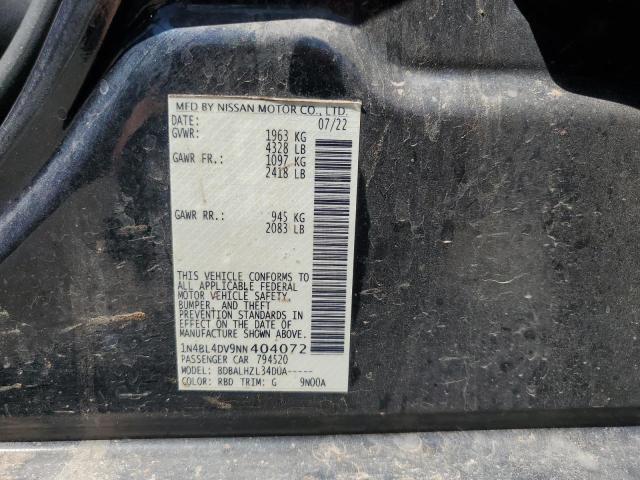 MFD BY NISSAN MOTOR CO., LTD.
DATE: 07/22
GVWR: 1963 KG
4328 LB
GAWR FR.: 1097 KG
2418 LB
GAWR RR.: 945 KG
2083 LB
THIS VEHICLE CONFORMS TO
ALL APPLICABLE FEDERAL
MOTOR VEHICLE SAFETY,
BUMPER, AND THEFT
PREVENTION STANDARDS IN
EFFECT ON THE DATE OF
MANUFACTURE SHOWN ABOVE.
1N4BL4DV9NN404072
PASSENGER CAR 794520
MODEL: BDBALHZL34DUA-----
COLOR: RBD TRIM: G 9N00A